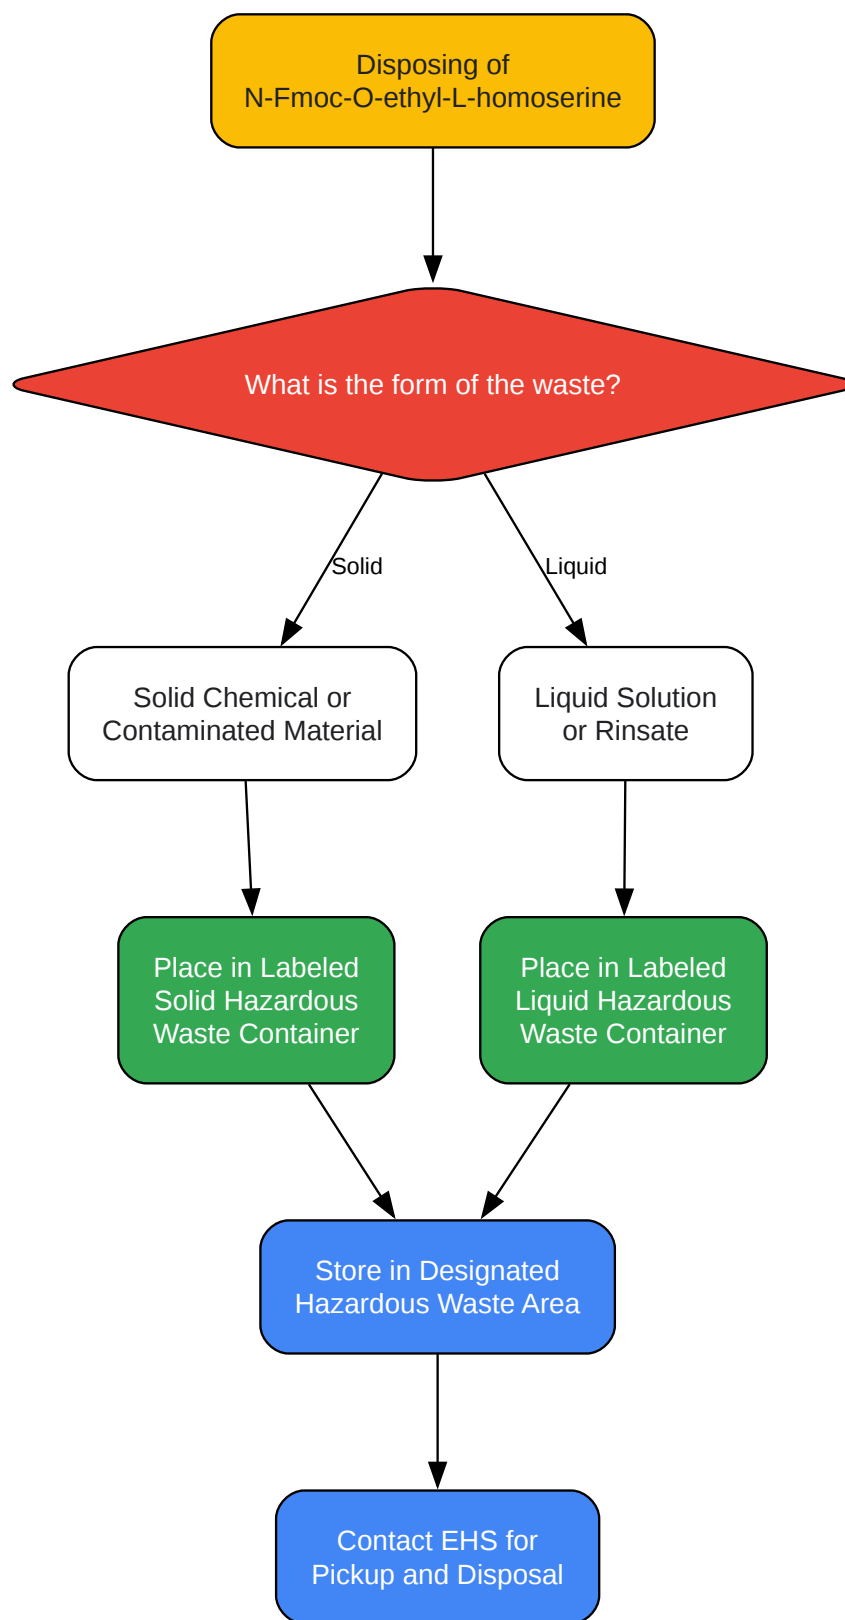 Disposing of
N-Fmoc-O-ethyl-L-homoserine
What is the form of the waste?
Solid
Liquid
Solid Chemical or
Contaminated Material
Liquid Solution
or Rinsate
Place in Labeled
Solid Hazardous
Waste Container
Place in Labeled
Liquid Hazardous
Waste Container
Store in Designated
Hazardous Waste Area
Contact EHS for
Pickup and Disposal